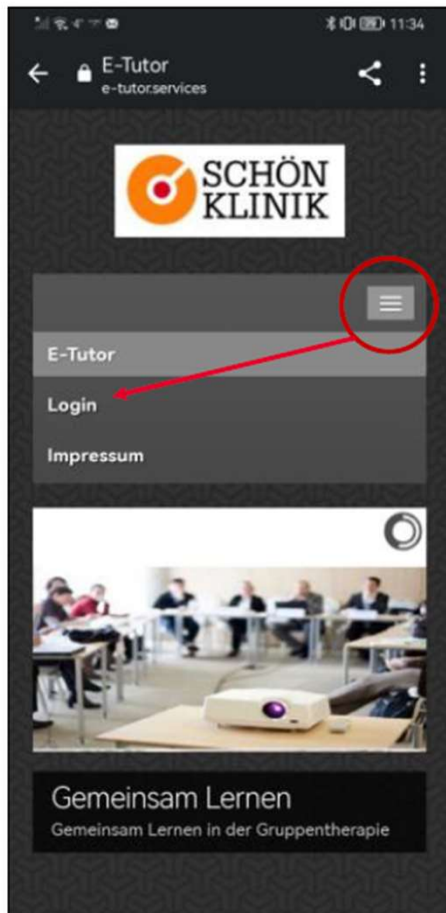 11:34
E-Tutor
e-tutor.services
SCHÖN
KLINIK
E-Tutor
Login
Impressum
Gemeinsam Lernen
Gemeinsam Lernen in der Gruppentherapie